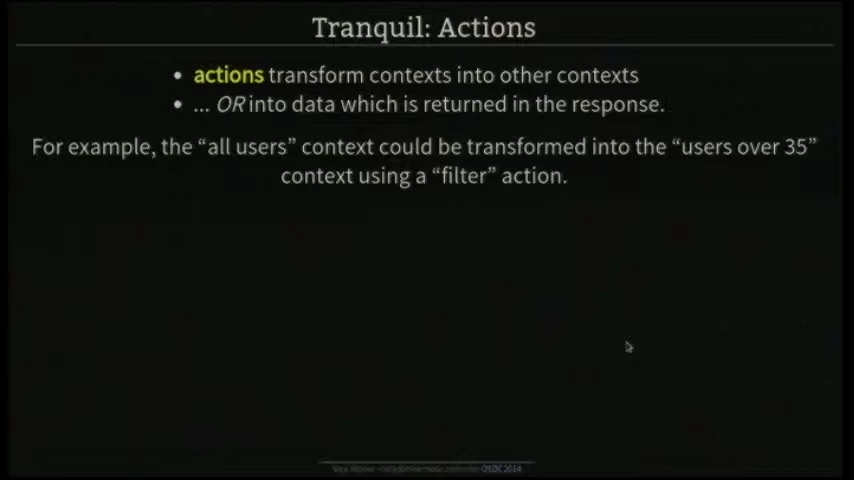 Tranquil: Actions
• actions transform contexts into other contexts
• ... OR into data which is returned in the response.
For example, the “all users” context could be transformed into the “users over 35”
context using a “filter” action.
OSDC2014